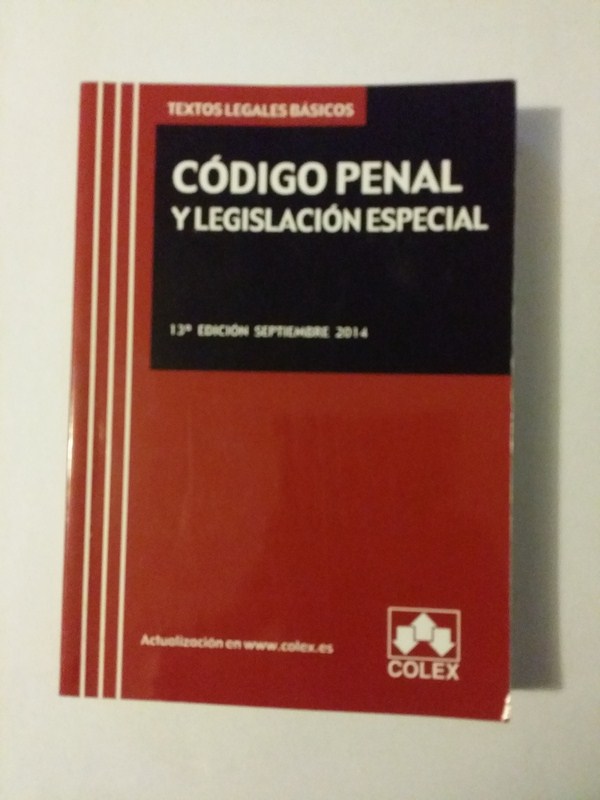 TEXTOS LEGALES BÁSICOS
CÓDIGO PENAL
Y LEGISLACIÓN ESPECIAL
13ª EDICIÓN SEPTIEMBRE 2014
Actualización en www.colex.es
COLEX